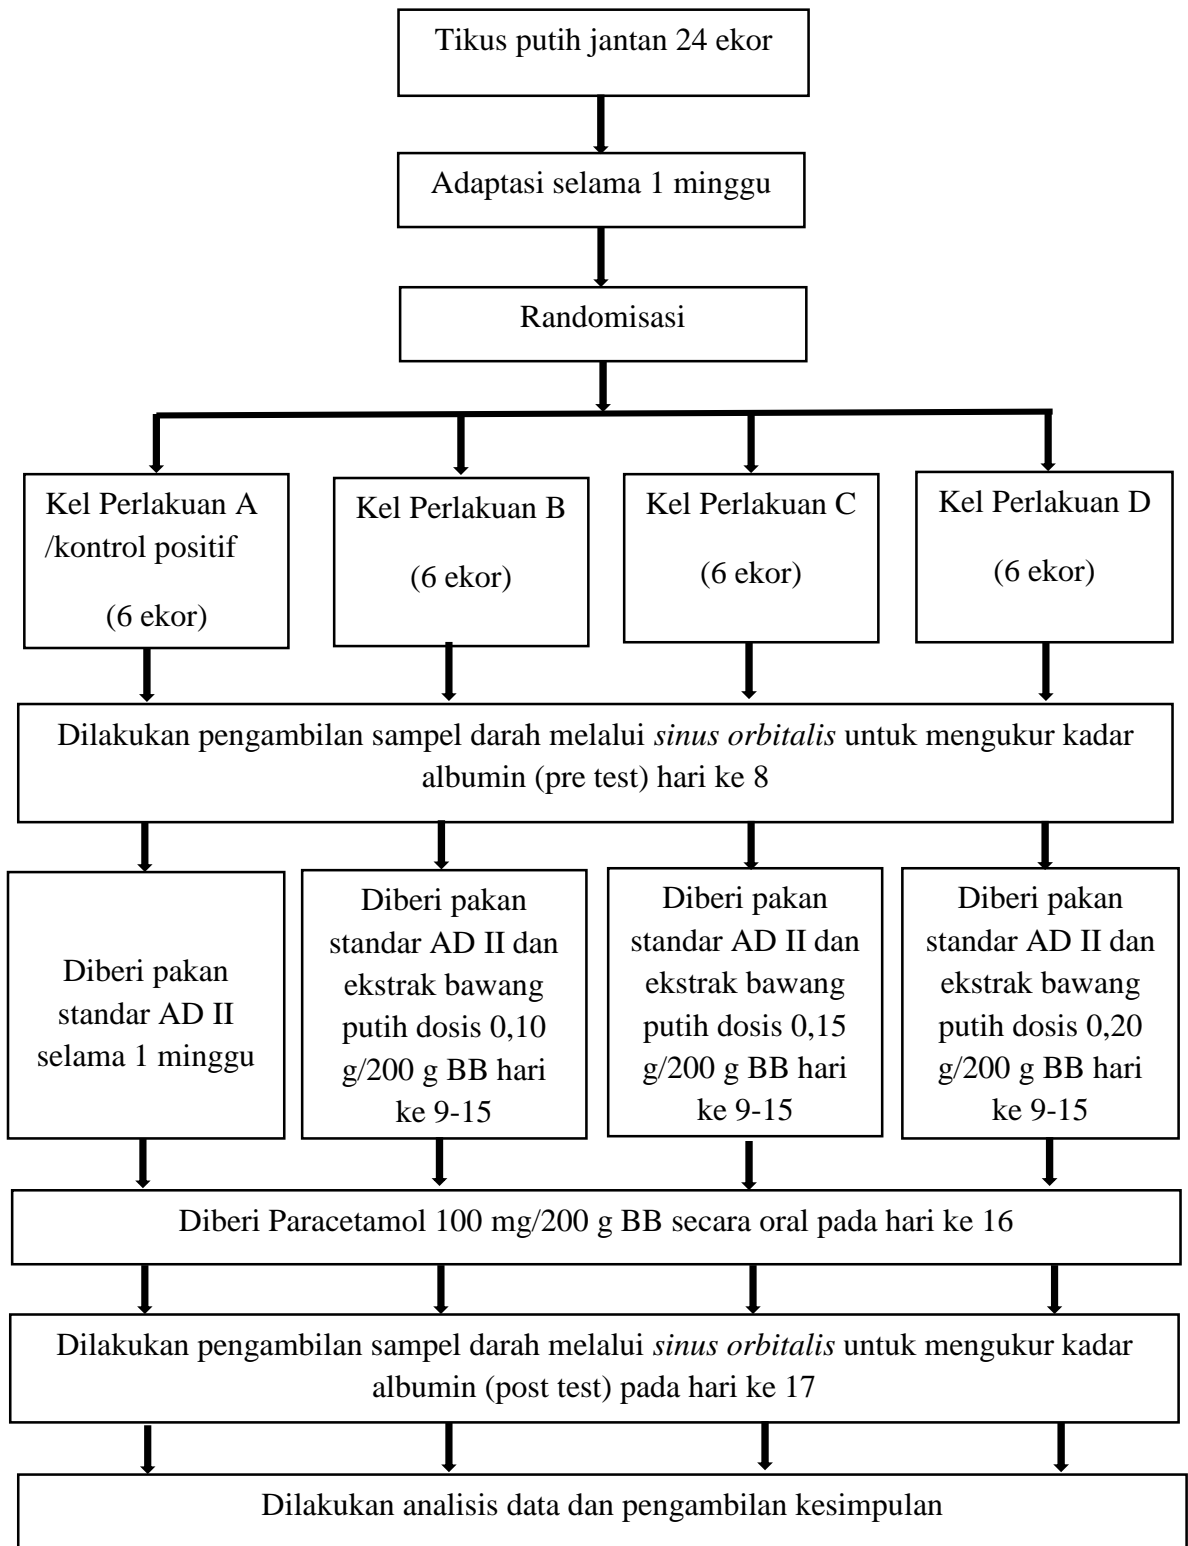 Tikus putih jantan 24 ekor
Adaptasi selama 1 minggu
Randomisasi
Kel Perlakuan A
/kontrol positif
(6 ekor)
Kel Perlakuan B
(6 ekor)
Kel Perlakuan C
(6 ekor)
Kel Perlakuan D
(6 ekor)
Dilakukan pengambilan sampel darah melalui sinus orbitalis untuk mengukur kadar
albumin (pre test) hari ke 8
Diberi pakan
standar AD II
selama 1 minggu
Diberi pakan
standar AD II dan
ekstrak bawang
putih dosis 0,10
g/200 g BB hari
ke 9-15
Diberi pakan
standar AD II dan
ekstrak bawang
putih dosis 0,15
g/200 g BB hari
ke 9-15
Diberi pakan
standar AD II dan
ekstrak bawang
putih dosis 0,20
g/200 g BB hari
ke 9-15
Diberi Paracetamol 100 mg/200 g BB secara oral pada hari ke 16
Dilakukan pengambilan sampel darah melalui sinus orbitalis untuk mengukur kadar
albumin (post test) pada hari ke 17
Dilakukan analisis data dan pengambilan kesimpulan